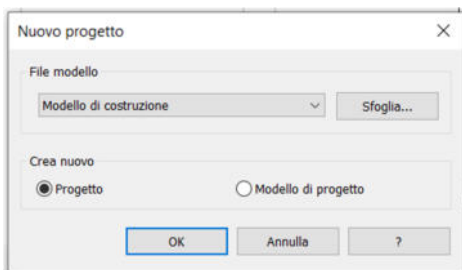 Nuovo progetto
File modello
Modello di costruzione
Sfoglia...
Crea nuovo
Progetto
Modello di progetto
OK
Annulla
?